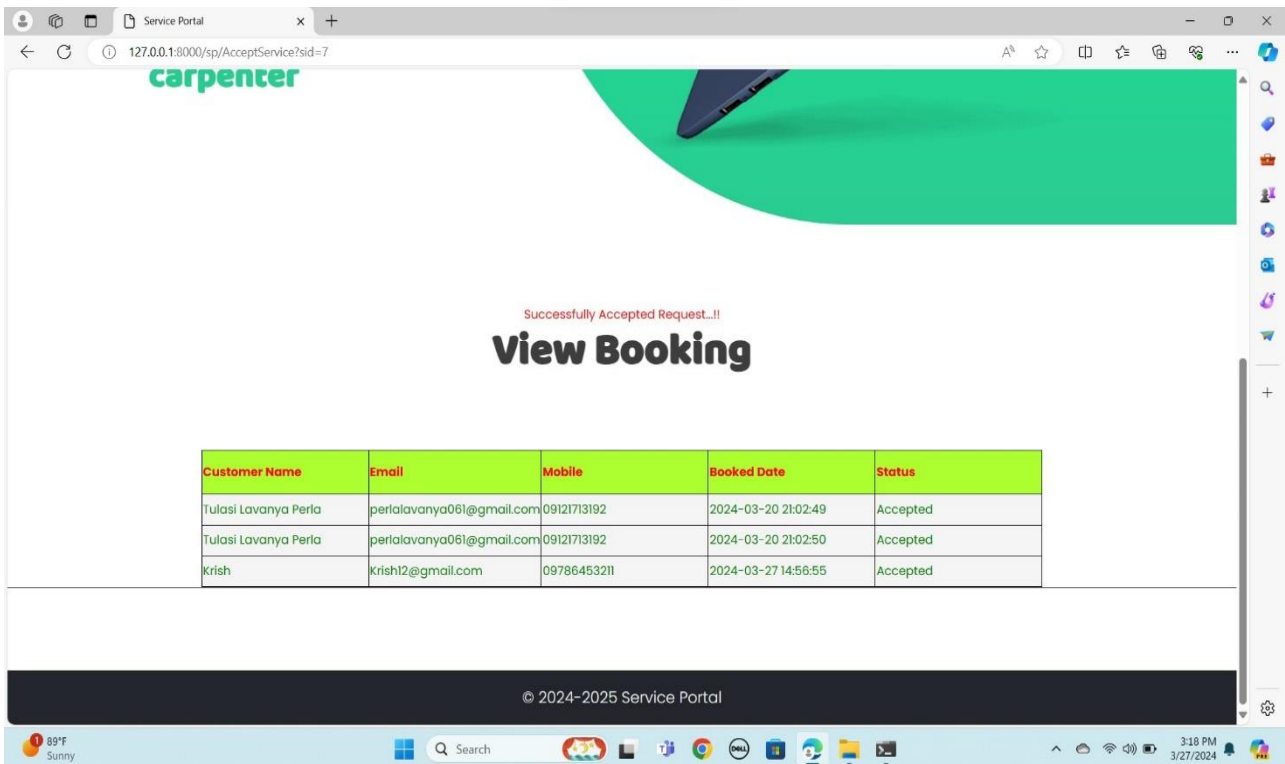 Service Portal
127.0.0.1:8000/sp/AcceptService?sid=7
carpenter
Successfully Accepted Request...!!
View Booking
Customer Name Email Mobile Booked Date Status
Tulasi Lavanya Perla perlalavanya061@gmail.com 09121713192 2024-03-20 21:02:49 Accepted
Tulasi Lavanya Perla perlalavanya061@gmail.com 09121713192 2024-03-20 21:02:50 Accepted
Krish Krish12@gmail.com 09786453211 2024-03-27 14:56:55 Accepted
© 2024-2025 Service Portal
1 89°F
Sunny
Search
DELL
3:18 PM
3/27/2024